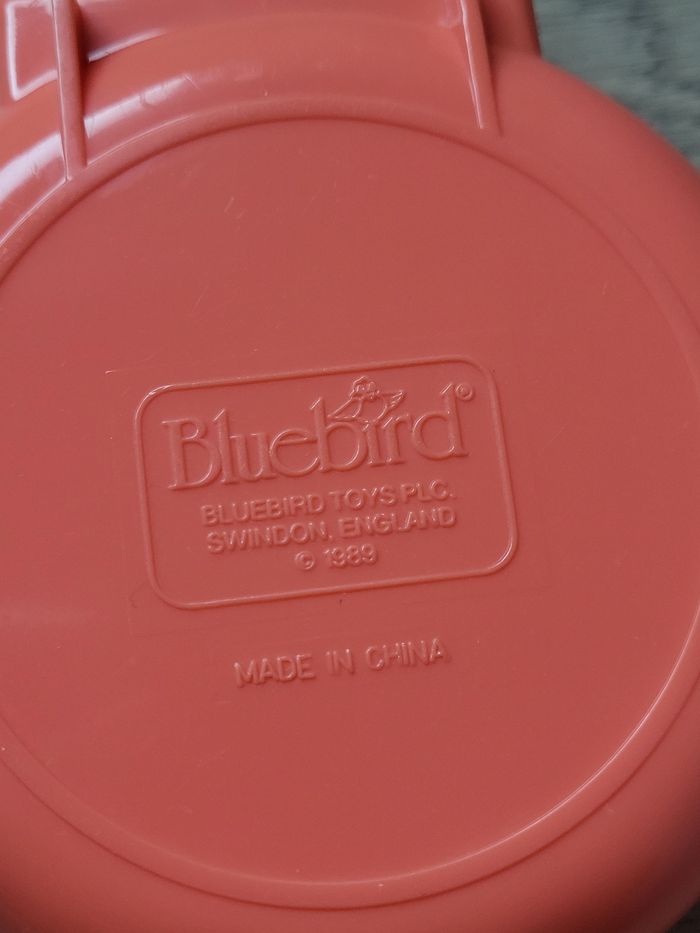 Bluebird®
BLUEBIRD TOYS PLC.
SWINDON, ENGLAND
© 1989
MADE IN CHINA